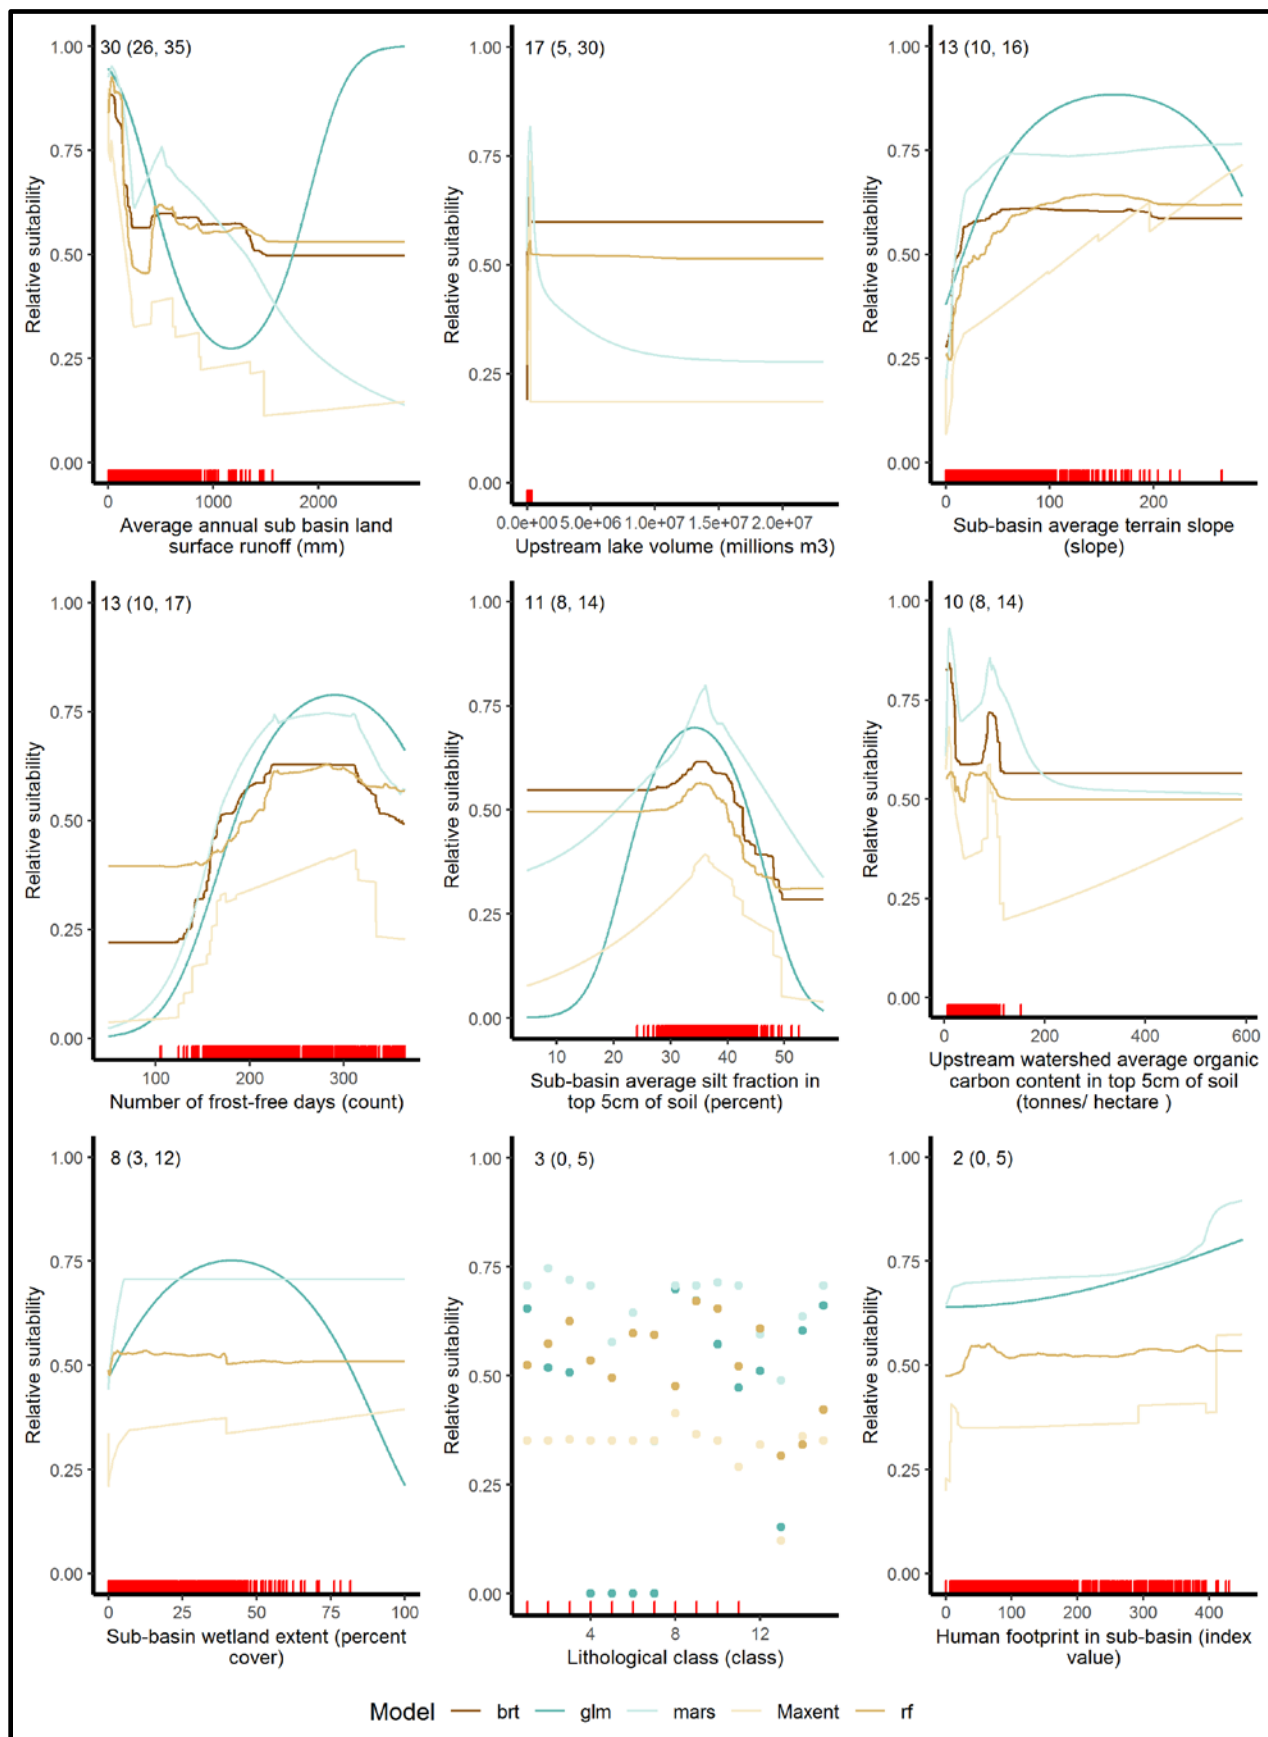 30 (26, 35)
1.00
0.75
0.50
0.25
0.00
Relative suitability
0
1000
2000
Average annual sub basin land
surface runoff (mm)
17 (5, 30)
1.00
0.75
0.50
0.25
0.00
Relative suitability
0.0e+00
5.0e+06
1.0e+07
1.5e+07
2.0e+07
Upstream lake volume (millions m3)
13 (10, 16)
1.00
0.75
0.50
0.25
0.00
Relative suitability
0
100
200
Sub-basin average terrain slope
(slope)
13 (10, 17)
1.00
0.75
0.50
0.25
0.00
Relative suitability
100
200
300
Number of frost-free days (count)
11 (8, 14)
1.00
0.75
0.50
0.25
0.00
Relative suitability
10
20
30
40
50
Sub-basin average silt fraction in
top 5cm of soil (percent)
10 (8, 14)
1.00
0.75
0.50
0.25
0.00
Relative suitability
0
200
400
600
Upstream watershed average organic
carbon content in top 5cm of soil
(tonnes/ hectare )
8 (3, 12)
1.00
0.75
0.50
0.25
0.00
Relative suitability
0
25
50
75
100
Sub-basin wetland extent (percent
cover)
3 (0, 5)
1.00
0.75
0.50
0.25
0.00
Relative suitability
4
8
12
Lithological class (class)
2 (0, 5)
1.00
0.75
0.50
0.25
0.00
Relative suitability
0
100
200
300
400
Human footprint in sub-basin (index
value)
Model brt glm mars Maxent rf